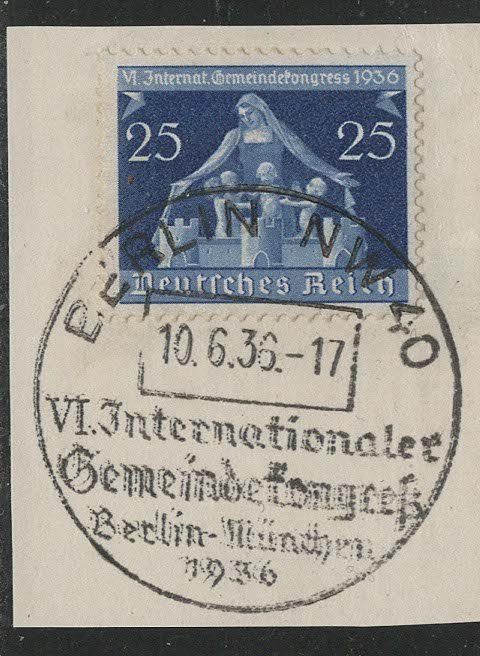 VI. Internat. Gemeindekongress 1936
25 25
Deutsches Reich
BERLIN NW 40
10.6.36.-17
VI. Internationaler
Gemeindekongreß
Berlin-München
1936